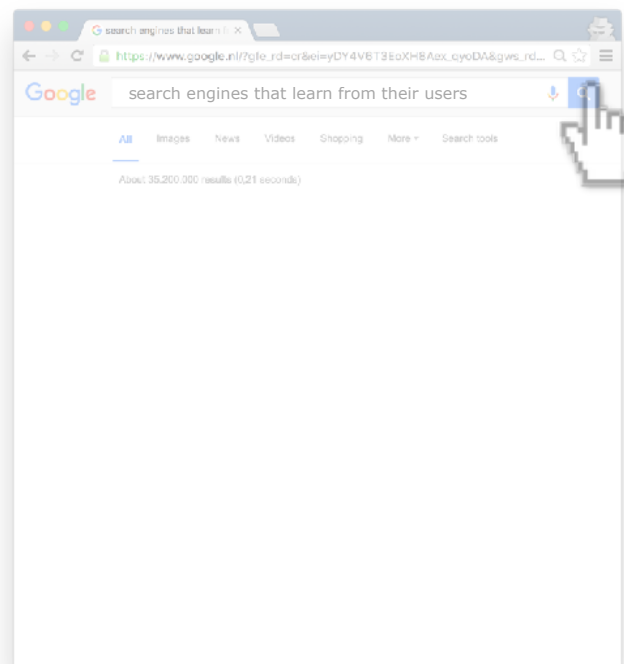 search engines that learn fr
https://www.google.nl/?gfe_rd=cr&ei=yDY4V6T3EoXH8Aex_oyoDA&gws_rd...
Google search engines that learn from their users
All Images News Videos Shopping More Search tools
About 35.200.000 results (0,21 seconds)